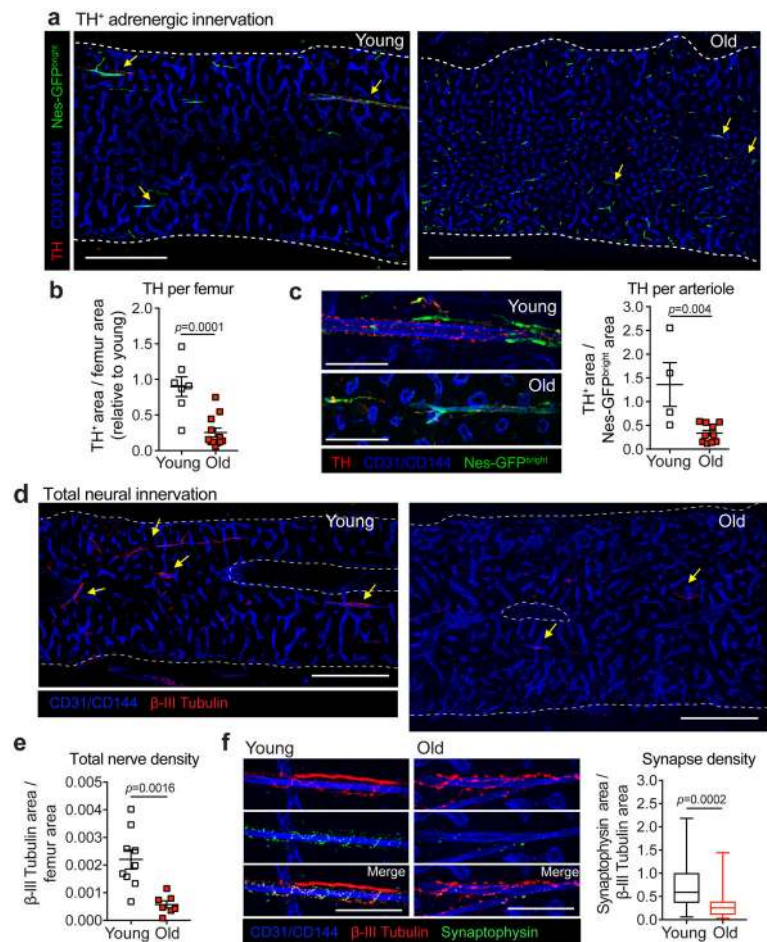 a TH⁺ adrenergic innervation
TH CD31/CD144 Nes-GFPbright
Young
Old
b TH per femur
TH⁺ area / femur area
(relative to young)
2.0
1.5
1.0
0.5
0.0
p=0.0001
Young Old
c
Young
Old
TH CD31/CD144 Nes-GFPbright
TH per arteriole
TH⁺ area /
Nes-GFPbright area
3.0
2.5
2.0
1.5
1.0
0.5
0
p=0.004
Young Old
d Total neural innervation
Young
Old
CD31/CD144 β-III Tubulin
e Total nerve density
β-III Tubulin area /
femur area
0.005
0.004
0.003
0.002
0.001
0.000
p=0.0016
Young Old
f Young Old
Merge Merge
CD31/CD144 β-III Tubulin Synaptophysin
Synapse density
Synaptophysin area /
β-III Tubulin area
3.0
2.5
2.0
1.5
1.0
0.5
0.0
p=0.0002
Young Old